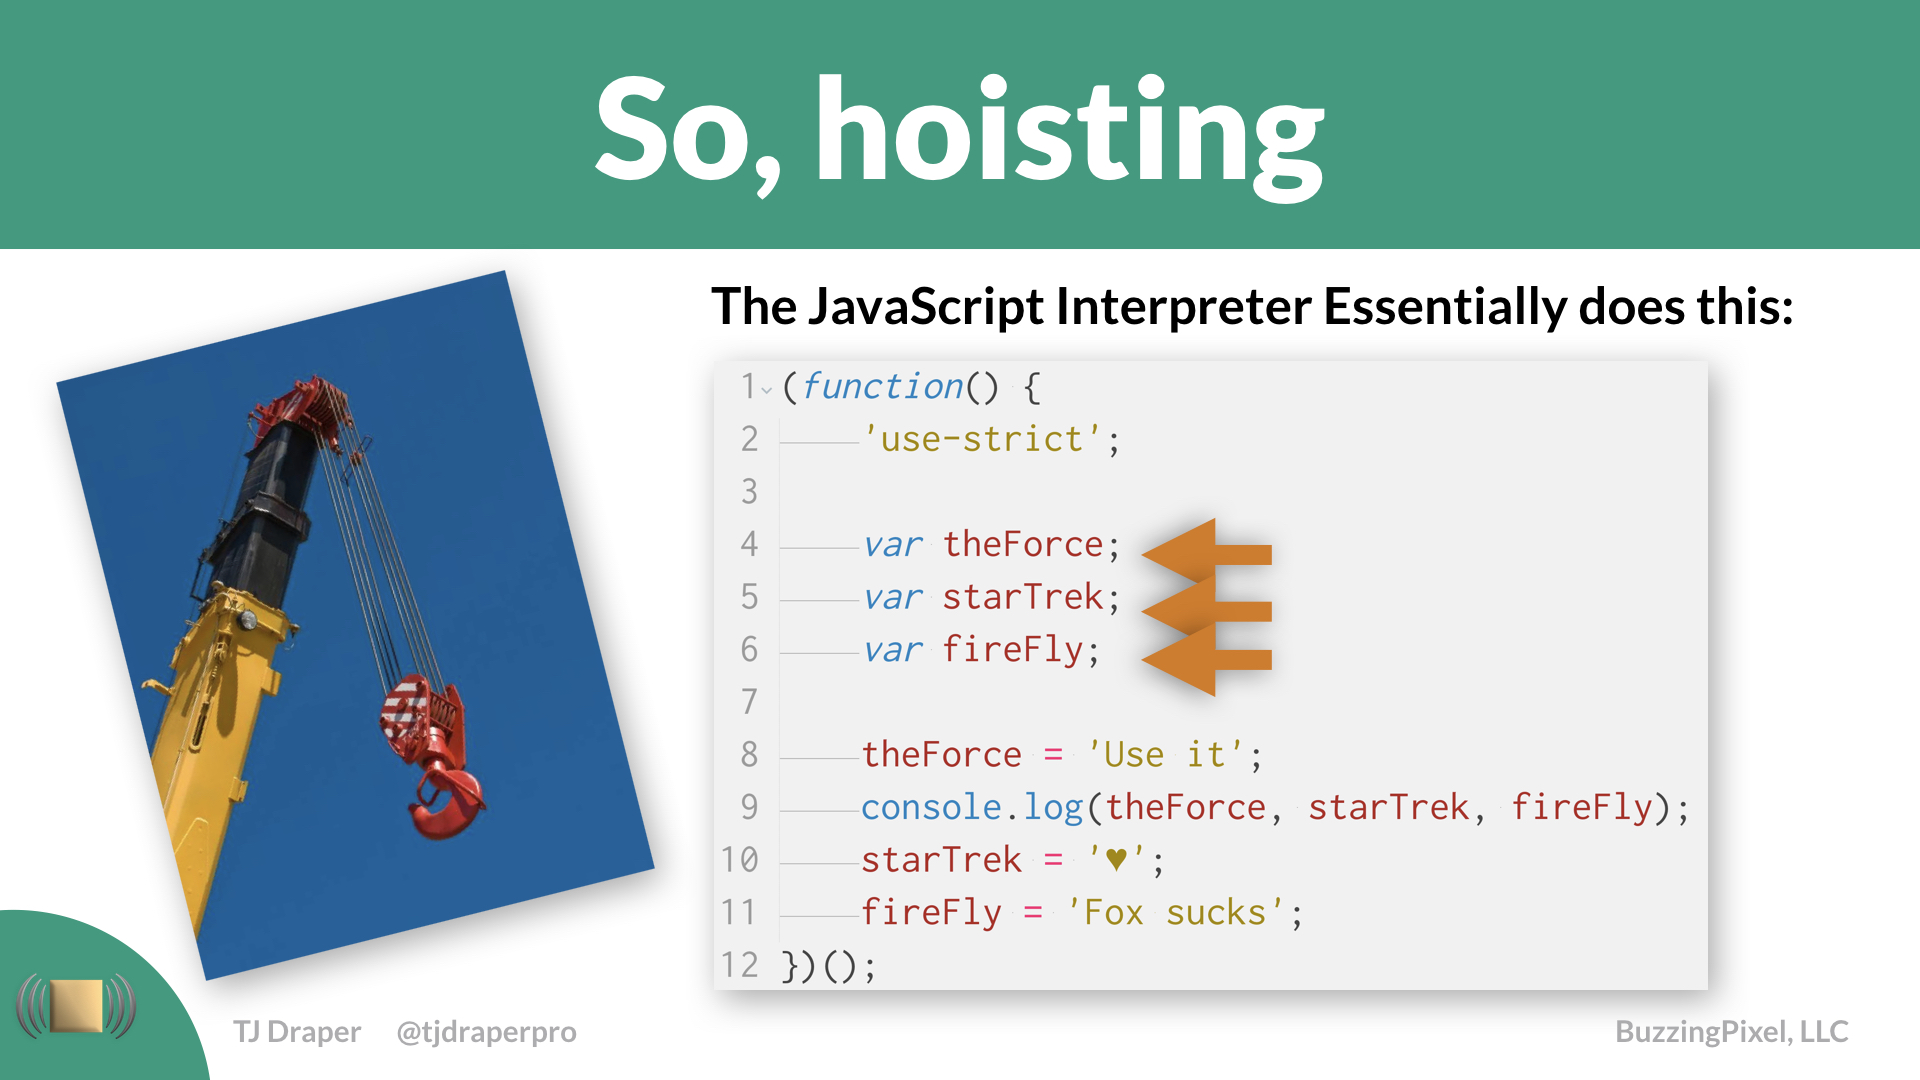 So, hoisting
The JavaScript Interpreter Essentially does this:
1 (function() {
2 'use-strict';
3
4 var theForce;
5 var starTrek;
6 var fireFly;
7
8 theForce = 'Use it';
9 console.log(theForce, starTrek, fireFly);
10 starTrek = '♥';
11 fireFly = 'Fox sucks';
12 })();
TJ Draper @tjdraperpro
BuzzingPixel, LLC